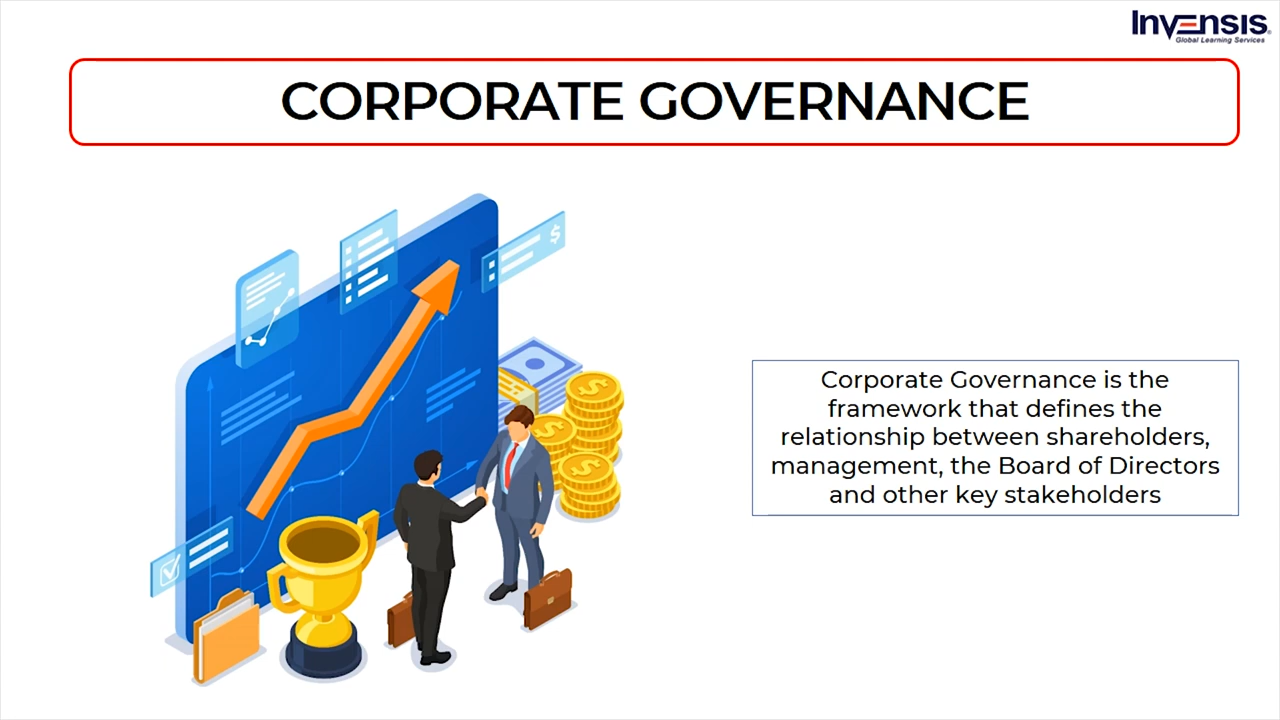 Invensis
Global Learning Services
CORPORATE GOVERNANCE
Corporate Governance is the
framework that defines the
relationship between shareholders,
management, the Board of Directors
and other key stakeholders
$
$
$
$